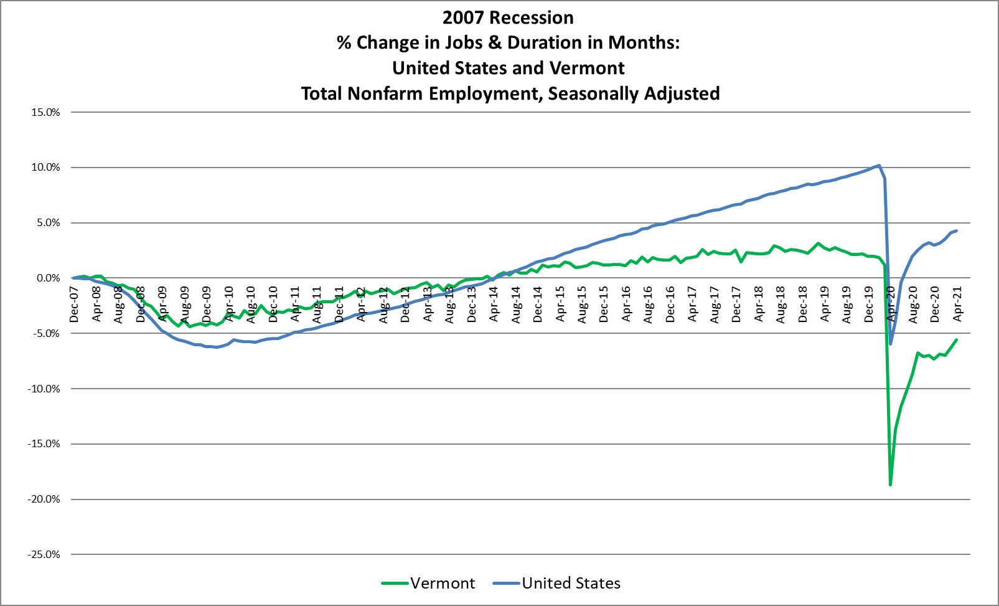 2007 Recession
% Change in Jobs & Duration in Months:
United States and Vermont
Total Nonfarm Employment, Seasonally Adjusted
15.0%
10.0%
5.0%
0.0%
-5.0%
-10.0%
-15.0%
-20.0%
-25.0%
Dec-07
Apr-08
Aug-08
Dec-08
Apr-09
Aug-09
Dec-09
Apr-10
Aug-10
Dec-10
Apr-11
Aug-11
Dec-11
Apr-12
Aug-12
Dec-12
Apr-13
Aug-13
Dec-13
Apr-14
Aug-14
Dec-14
Apr-15
Aug-15
Dec-15
Apr-16
Aug-16
Dec-16
Apr-17
Aug-17
Dec-17
Apr-18
Aug-18
Dec-18
Apr-19
Aug-19
Dec-19
Apr-20
Aug-20
Dec-20
Apr-21
Vermont
United States